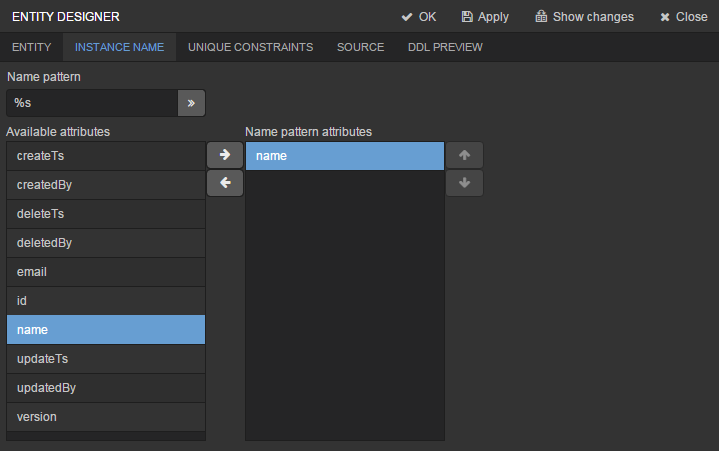 ENTITY DESIGNER OK Apply Show changes Close
ENTITY INSTANCE NAME UNIQUE CONSTRAINTS SOURCE DDL PREVIEW
Name pattern
%s
Available attributes
createTs
createdBy
deleteTs
deletedBy
email
id
name
updateTs
updatedBy
version
Name pattern attributes
name